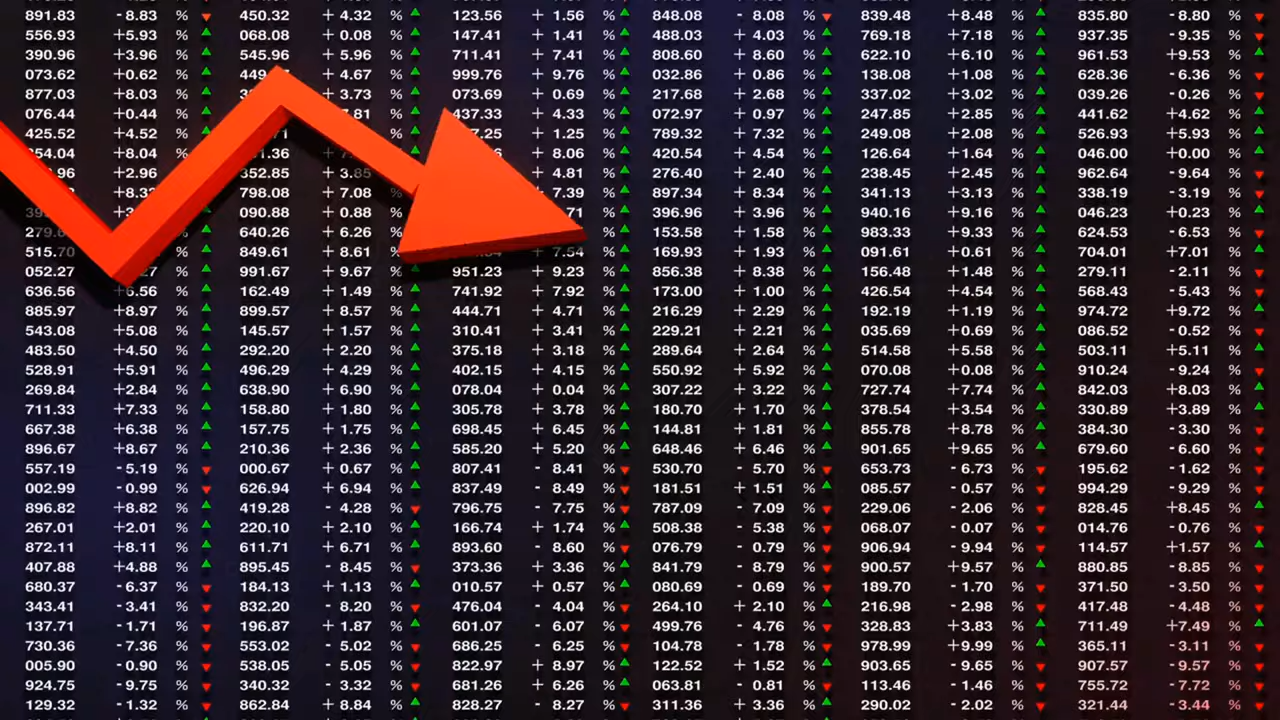 891.83 -8.83 % 450.32 + 4.32 % 123.56 + 1.56 % 848.08 - 8.08 % 839.48 +8.48 % 835.80 -8.80 %
556.93 +5.93 % 068.08 + 0.08 % 147.41 + 1.41 % 488.03 + 4.03 % 769.18 +7.18 % 937.35 -9.35 %
390.96 +3.96 % 545.96 + 5.96 % 711.41 + 7.41 % 808.60 + 8.60 % 622.10 +6.10 % 961.53 +9.53 %
073.62 +0.62 % + 4.67 % 999.76 + 9.76 % 032.86 + 0.86 % 138.08 +1.08 % 628.36 -6.36 %
877.03 +8.03 % + 3.73 % 073.69 + 0.69 % 217.68 + 2.68 % 337.02 +3.02 % 039.26 -0.26 %
076.44 +0.44 % % 437.33 + 4.33 % 072.97 + 0.97 % 247.85 +2.85 % 441.62 +4.62 %
425.52 +4.52 % % + 1.25 % 789.32 + 7.32 % 249.08 +2.08 % 526.93 +5.93 %
+8.04 % + 8.06 % 420.54 + 4.54 % 126.64 +1.64 % 046.00 +0.00 %
+2.96 % 352.85 + 3.85 + 4.81 % 276.40 + 2.40 % 238.45 +2.45 % 962.64 -9.64 %
% 798.08 + 7.08 % 7.39 % 897.34 + 8.34 % 341.13 +3.13 % 338.19 -3.19 %
% 090.88 + 0.88 % % 396.96 + 3.96 % 940.16 +9.16 % 046.23 +0.23 %
% 640.26 + 6.26 % % 153.58 + 1.58 % 983.33 +9.33 % 624.53 -6.53 %
515.70 % 849.61 + 8.61 % + 7.54 % 169.93 + 1.93 % 091.61 +0.61 % 704.01 +7.01 %
052.27 % 991.67 + 9.67 % 951.23 + 9.23 % 856.38 + 8.38 % 156.48 +1.48 % 279.11 -2.11 %
636.56 +6.56 % 162.49 + 1.49 % 741.92 + 7.92 % 173.00 + 1.00 % 426.54 +4.54 % 568.43 -5.43 %
885.97 +8.97 % 899.57 + 8.57 % 444.71 + 4.71 % 216.29 + 2.29 % 192.19 +1.19 % 974.72 +9.72 %
543.08 +5.08 % 145.57 + 1.57 % 310.41 + 3.41 % 229.21 + 2.21 % 035.69 +0.69 % 086.52 -0.52 %
483.50 +4.50 % 292.20 + 2.20 % 375.18 + 3.18 % 289.64 + 2.64 % 514.58 +5.58 % 503.11 +5.11 %
528.91 +5.91 % 496.29 + 4.29 % 402.15 + 4.15 % 550.92 + 5.92 % 070.08 +0.08 % 910.24 -9.24 %
269.84 +2.84 % 638.90 + 6.90 % 078.04 + 0.04 % 307.22 + 3.22 % 727.74 +7.74 % 842.03 +8.03 %
711.33 +7.33 % 158.80 + 1.80 % 305.78 + 3.78 % 180.70 + 1.70 % 378.54 +3.54 % 330.89 +3.89 %
667.38 +6.38 % 157.75 + 1.75 % 698.45 + 6.45 % 144.81 + 1.81 % 855.78 +8.78 % 384.30 -3.30 %
896.67 +8.67 % 210.36 + 2.36 % 585.20 + 5.20 % 648.46 + 6.46 % 901.65 +9.65 % 679.60 -6.60 %
557.19 -5.19 % 000.67 + 0.67 % 807.41 - 8.41 % 530.70 - 5.70 % 653.73 -6.73 % 195.62 -1.62 %
002.99 -0.99 % 626.94 + 6.94 % 837.49 - 8.49 % 181.51 + 1.51 % 085.57 -0.57 % 994.29 -9.29 %
896.82 +8.82 % 419.28 - 4.28 % 796.75 - 7.75 % 787.09 - 7.09 % 229.06 -2.06 % 828.45 +8.45 %
267.01 +2.01 % 220.10 + 2.10 % 166.74 + 1.74 % 508.38 - 5.38 % 068.07 -0.07 % 014.76 -0.76 %
872.11 +8.11 % 611.71 + 6.71 % 893.60 - 8.60 % 076.79 - 0.79 % 906.94 -9.94 % 114.57 +1.57 %
407.88 +4.88 % 895.45 - 8.45 % 373.36 + 3.36 % 841.79 - 8.79 % 900.57 +9.57 % 880.85 -8.85 %
680.37 -6.37 % 184.13 + 1.13 % 010.57 + 0.57 % 080.69 - 0.69 % 189.70 -1.70 % 371.50 -3.50 %
343.41 -3.41 % 832.20 - 8.20 % 476.04 - 4.04 % 264.10 + 2.10 % 216.98 -2.98 % 417.48 -4.48 %
137.71 -1.71 % 196.87 + 1.87 % 601.07 - 6.07 % 499.76 - 4.76 % 328.83 +3.83 % 711.49 +7.49 %
730.36 -7.36 % 553.02 - 5.02 % 686.25 - 6.25 % 104.78 - 1.78 % 978.99 +9.99 % 365.11 -3.11 %
005.90 -0.90 % 538.05 - 5.05 % 822.97 + 8.97 % 122.52 + 1.52 % 903.65 -9.65 % 907.57 -9.57 %
924.75 -9.75 % 340.32 - 3.32 % 681.26 + 6.26 % 063.81 - 0.81 % 113.46 -1.46 % 755.72 -7.72 %
129.32 -1.32 % 862.84 + 8.84 % 828.27 - 8.27 % 311.36 + 3.36 % 290.02 -2.02 % 321.44 -3.44 %